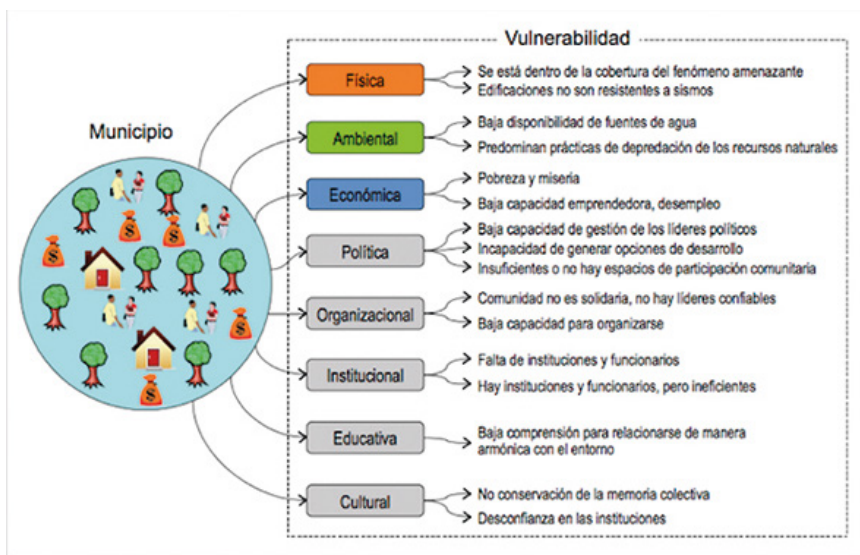 Vulnerabilidad
Municipio
Física
Se está dentro de la cobertura del fenómeno amenazante
Edificaciones no son resistentes a sismos
Ambiental
Baja disponibilidad de fuentes de agua
Predominan prácticas de depredación de los recursos naturales
Económica
Pobreza y miseria
Baja capacidad emprendedora, desempleo
Política
Baja capacidad de gestión de los líderes políticos
Incapacidad de generar opciones de desarrollo
Insuficientes o no hay espacios de participación comunitaria
Organizacional
Comunidad no es solidaria, no hay líderes confiables
Baja capacidad para organizarse
Institucional
Falta de instituciones y funcionarios
Hay instituciones y funcionarios, pero ineficientes
Educativa
Baja comprensión para relacionarse de manera
armónica con el entorno
Cultural
No conservación de la memoria colectiva
Desconfianza en las instituciones
$
$
$
$
$
$